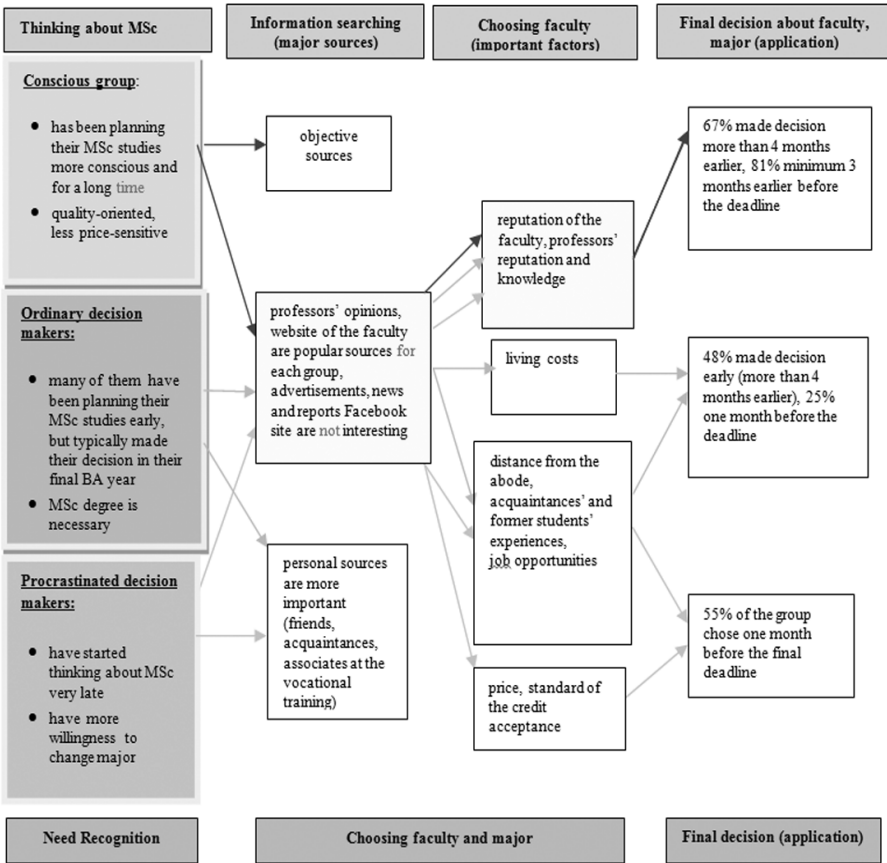 Thinking about MSc
Information searching
(major sources)
Choosing faculty
(important factors)
Final decision about faculty,
major (application)
Conscious group:
• has been planning
their MSc studies
more conscious and
for a long time
• quality-oriented,
less price-sensitive
Ordinary decision
makers:
• many of them have
been planning their
MSc studies early,
but typically made
their decision in their
final BA year
• MSc degree is
necessary
Procrastinated decision
makers:
• have started
thinking about MSc
very late
• have more
willingness to
change major
objective
sources
professors' opinions,
website of the faculty
are popular sources for
each group,
advertisements, news
and reports Facebook
site are not interesting
personal sources
are more
important
(friends,
acquaintances,
associates at the
vocational
training)
reputation of the
faculty, professors'
reputation and
knowledge
living costs
distance from the
abode,
acquaintances' and
former students'
experiences,
job opportunities
price, standard of
the credit
acceptance
67% made decision
more than 4 months
earlier, 81% minimum 3
months earlier before
the deadline
48% made decision
early (more than 4
months earlier), 25%
one month before the
deadline
55% of the group
chose one month
before the final
deadline
Need Recognition
Choosing faculty and major
Final decision (application)